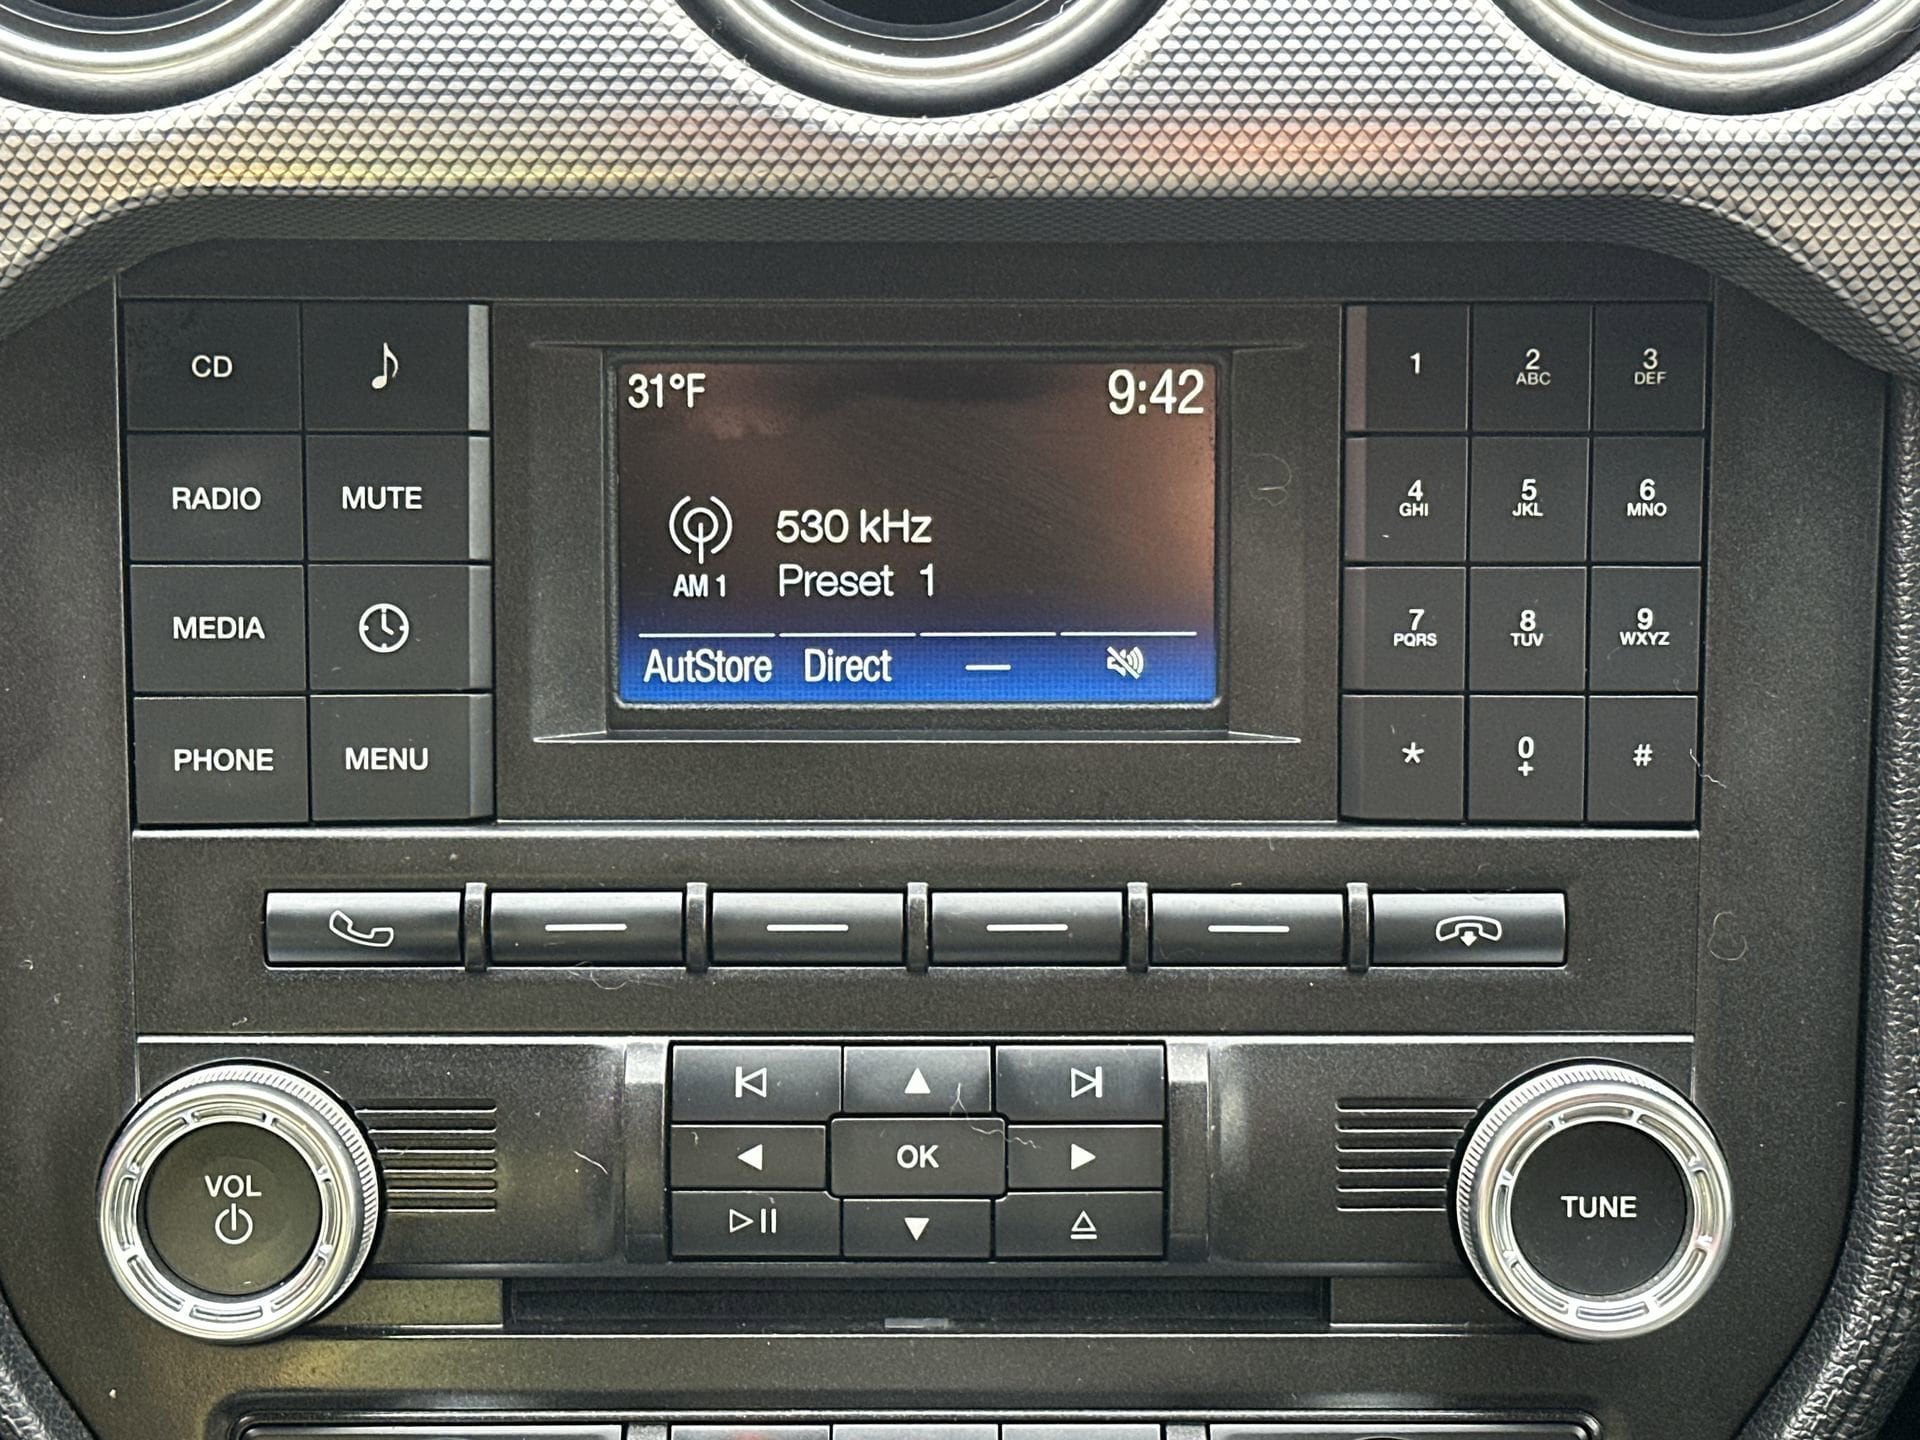 31°F 9:42
530 kHz
AM 1 Preset 1
AutStore Direct —
CD
RADIO MUTE
MEDIA
PHONE MENU
1 2 ABC 3 DEF
4 GHI 5 JKL 6 MNO
7 PQRS 8 TUV 9 WXYZ
* 0 + #
OK
VOL
TUNE